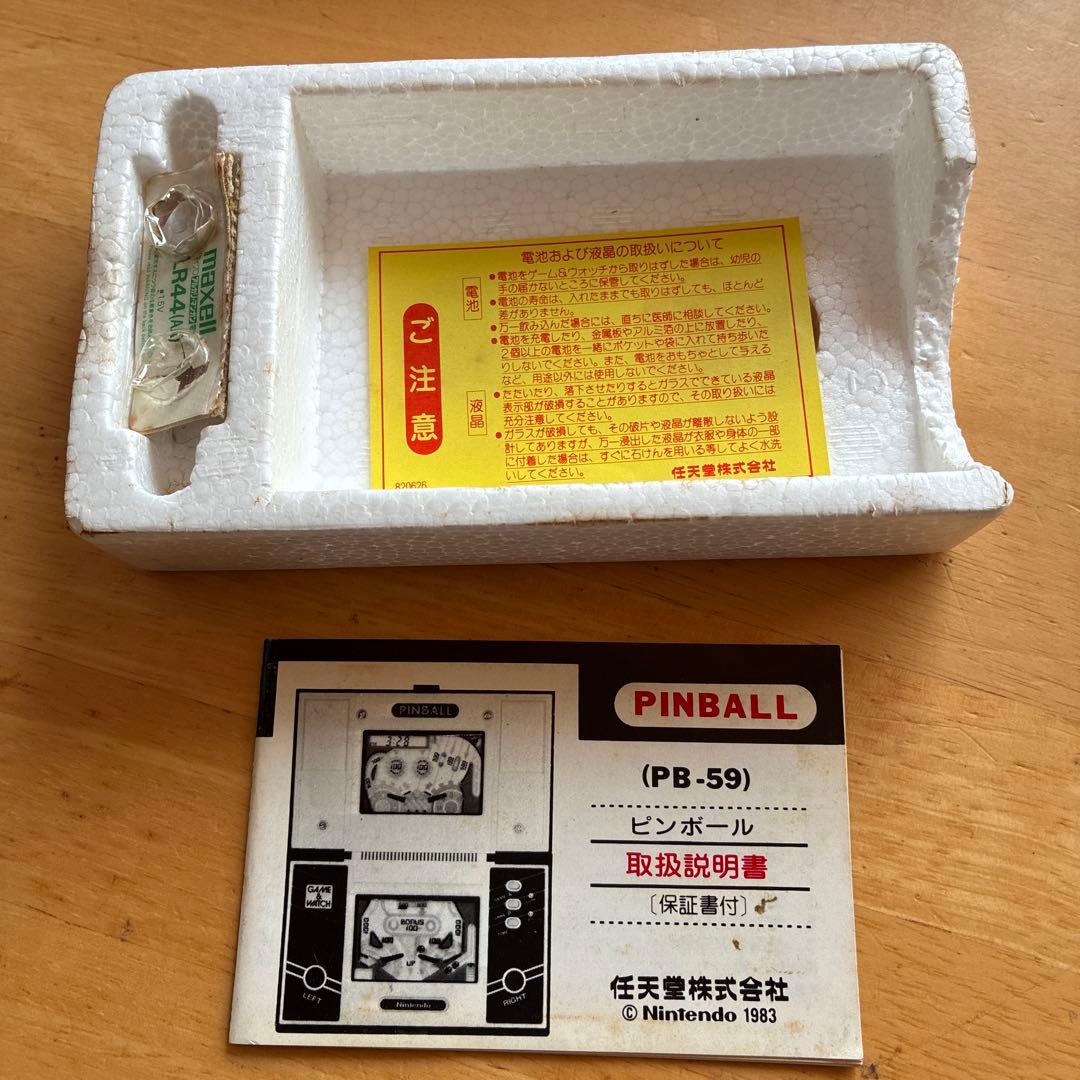 maxell
LR44(A)
1.5V
電池および液晶の取扱いについて
ご注意
電池
●電池をゲーム&ウォッチから取りはずした場合は、幼児の
手の届かないところに保管してください。
●電池の寿命は、入れたままでも取りはずしても、ほとんど
差がありません。
●万一飲み込んだ場合には、直ちに医師に相談してください。
●電池を充電したり、金属板やアルミ箔の上に放置したり、
2個以上の電池を一緒にポケットや袋に入れて持ち歩いた
りしないでください。また、電池をおもちゃとして与える
など、用途以外には使用しないでください。
液晶
●たたいたり、落下させたりするとガラスでできている液晶
表示部が破損することがありますので、その取り扱いには
充分注意してください。
●ガラスが破損しても、その破片や液晶が離散しないよう設
計してありますが、万一浸出した液晶が衣服や身体の一部
に付着した場合は、すぐに石けんを用いる等してよく水洗
いしてください。
820626
任天堂株式会社
PINBALL
3:28
100
100
GAME & WATCH
BONUS
100
UP
LEFT
RIGHT
Nintendo
PINBALL
(PB-59)
ピンボール
取扱説明書
〔保証書付〕
任天堂株式会社
© Nintendo 1983